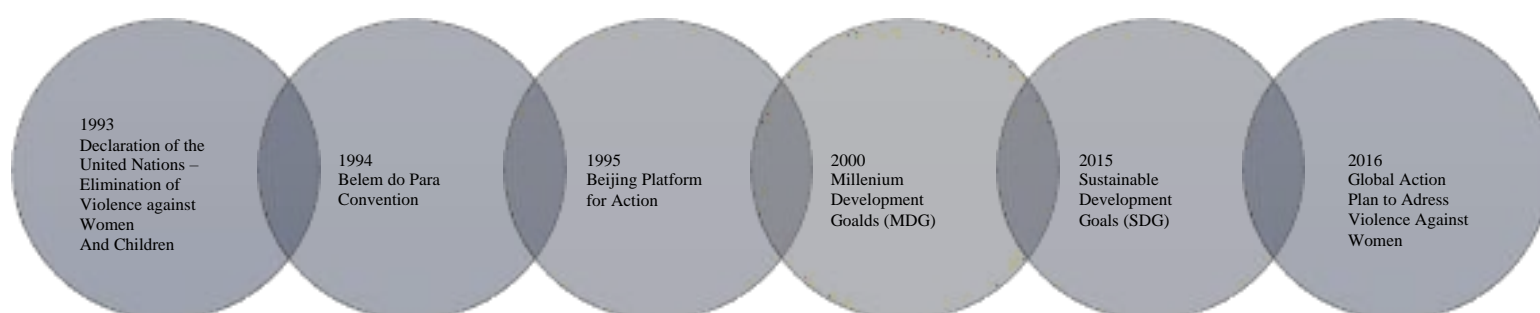 1993
Declaration of the
United Nations –
Elimination of
Violence against
Women
And Children
1994
Belem do Para
Convention
1995
Beijing Platform
for Action
2000
Millenium
Development
Goalds (MDG)
2015
Sustainable
Development
Goals (SDG)
2016
Global Action
Plan to Adress
Violence Against
Women